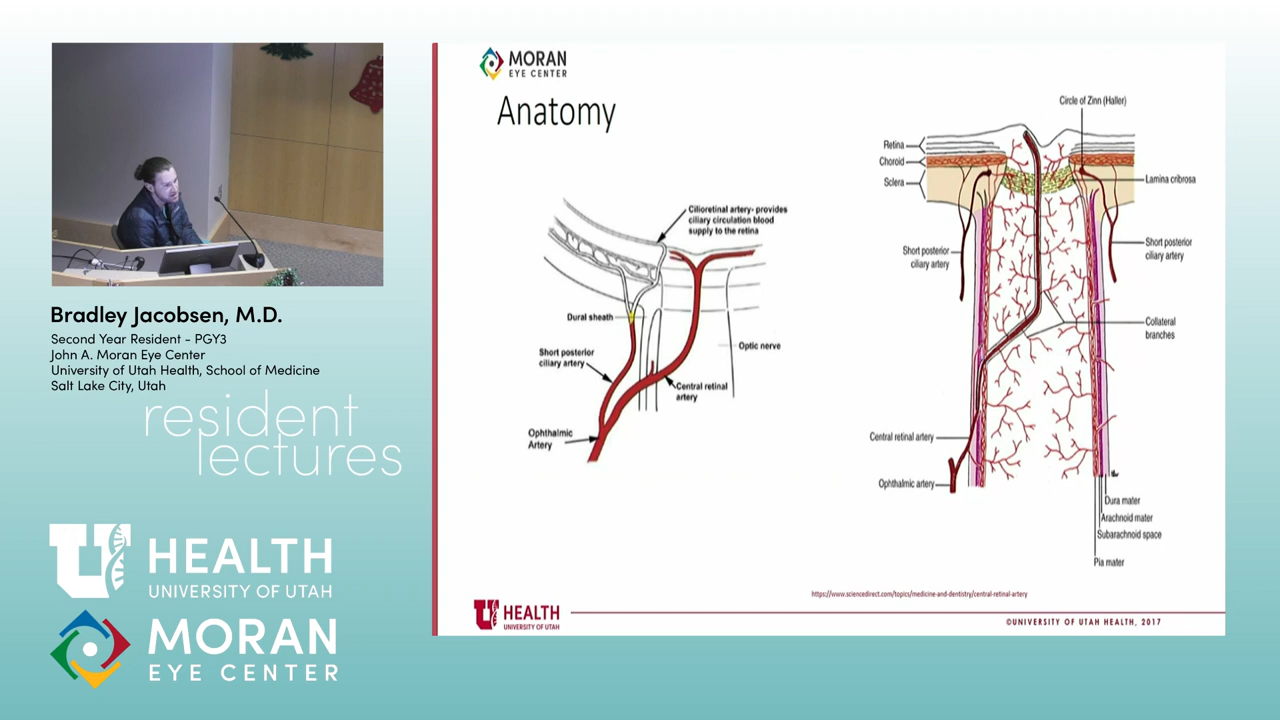 Bradley Jacobsen, M.D.
Second Year Resident - PGY3
John A. Moran Eye Center
University of Utah Health, School of Medicine
Salt Lake City, Utah
resident
lectures
U
HEALTH
UNIVERSITY OF UTAH
MORAN
EYE CENTER
MORAN
EYE CENTER
Anatomy
Cilioretinal artery- provides
ciliary circulation blood
supply to the retina
Dural sheath
Short posterior
ciliary artery
Optic nerve
Central retinal
artery
Ophthalmic
Artery
Circle of Zinn (Haller)
Retina
Choroid
Sclera
Lamina cribrosa
Short posterior
ciliary artery
Short posterior
ciliary artery
Collateral
branches
Central retinal artery
Ophthalmic artery
Dura mater
Arachnoid mater
Subarachnoid space
Pia mater
https://www.sciencedirect.com/topics/medicine-and-dentistry/central-retinal-artery
U
HEALTH
UNIVERSITY OF UTAH
©UNIVERSITY OF UTAH HEALTH, 2017